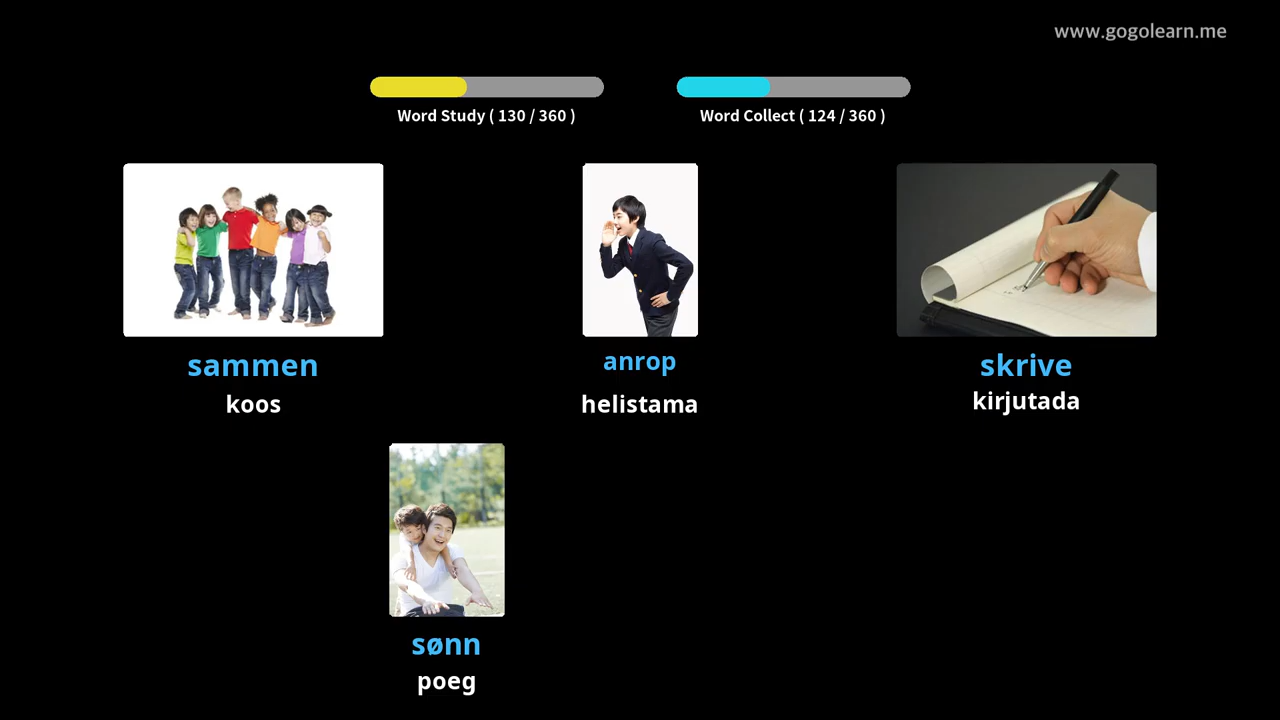 www.gogolearn.me
Word Study ( 130 / 360 )
Word Collect ( 124 / 360 )
sammen
koos
anrop
helistama
skrive
kirjutada
sønn
poeg